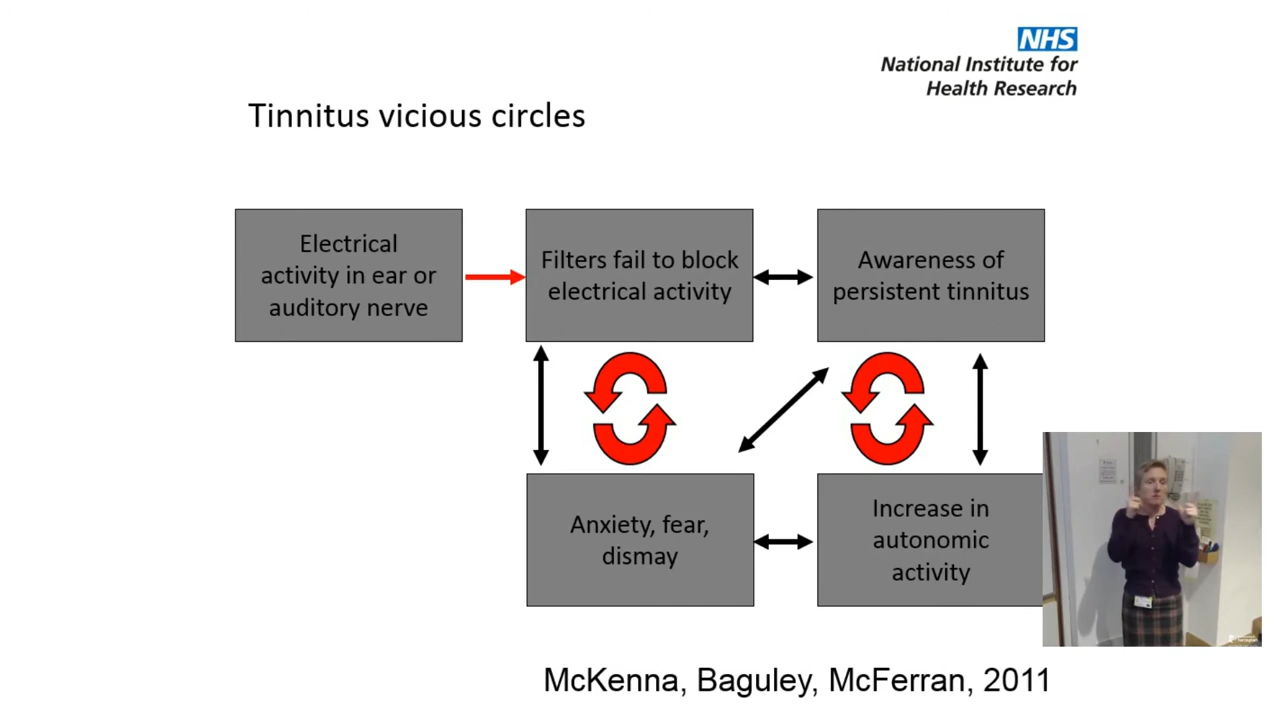 NHS
National Institute for
Health Research
Tinnitus vicious circles
Electrical
activity in ear or
auditory nerve
Filters fail to block
electrical activity
Awareness of
persistent tinnitus
Anxiety, fear,
dismay
Increase in
autonomic
activity
McKenna, Baguley, McFerran, 2011